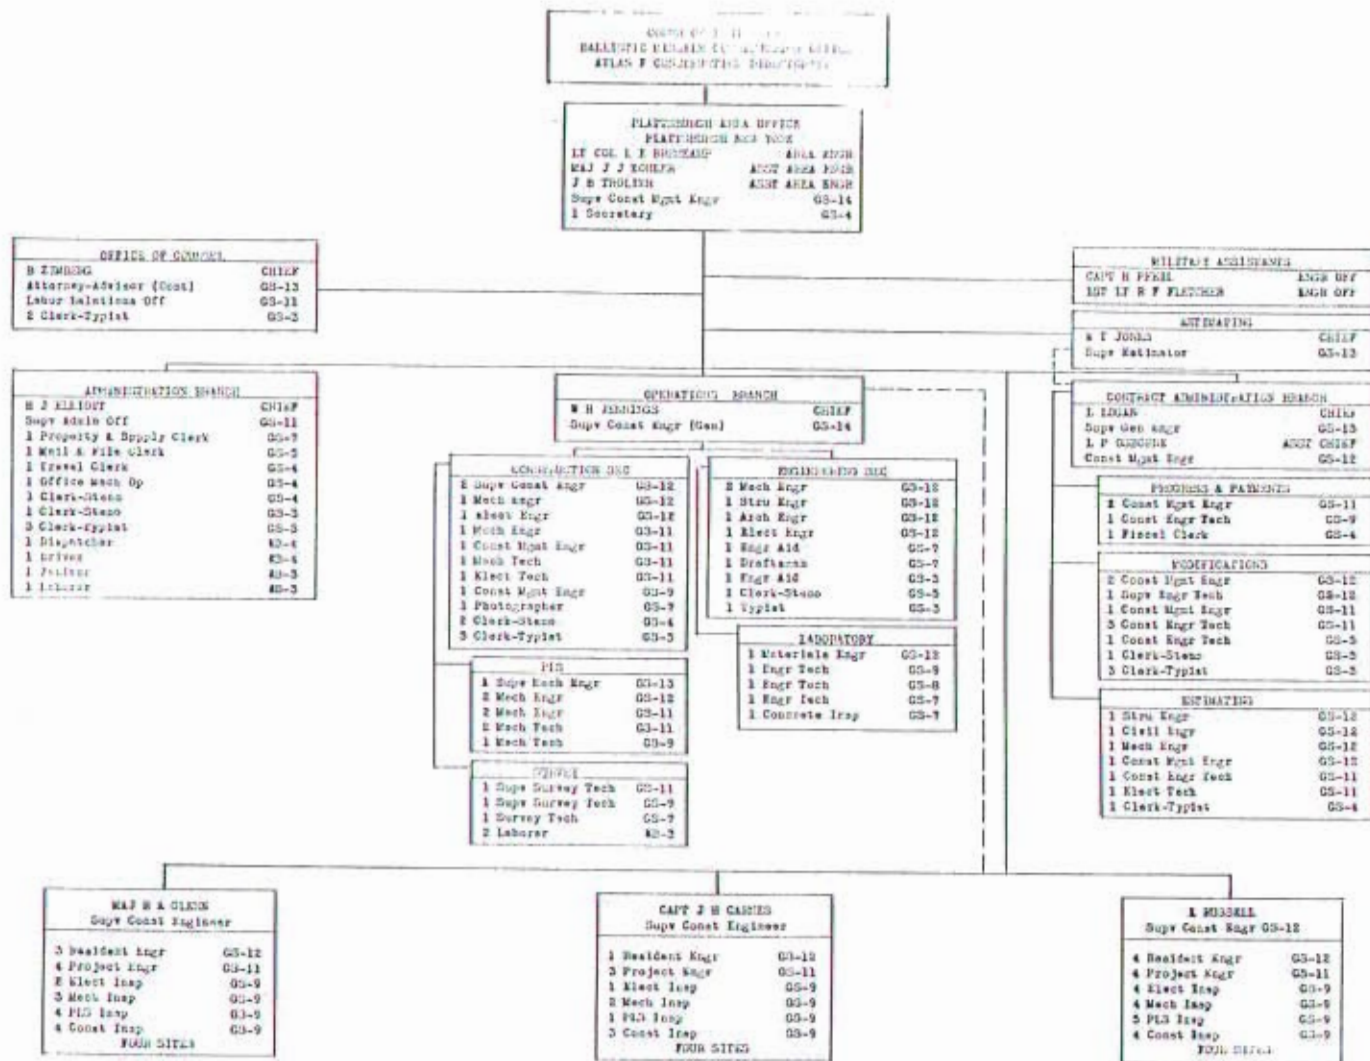 CORPS OF
BALLISTIC MISSILE CONSTRUCTION OFFICE
ATLAS F CONSTRUCTION DIRECTORATE
PLATTSBURGH AREA OFFICE
PLATTSBURGH NEW YORK
LT COL AREA ENGR
MAJ J J KOHLER ASST AREA ENGR
J B ASST AREA ENGR
Supv Const Mgmt Engr GS-14
1 Secretary GS-4
OFFICE OF COUNSEL
CHIEF
Attorney-Advisor (Cost) GS-13
Labor Relations Off GS-11
2 Clerk-Typist GS-3
MILITARY ASSISTANTS
CAPT H ENGR OFF
1ST LT R F FLETCHER ENGR OFF
CHIEF
Supv Estimator GS-13
ADMINISTRATION BRANCH
H J ELLIOTT CHIEF
Supv Admin Off GS-11
1 Property & Supply Clerk GS-7
1 Mail & File Clerk GS-5
1 Travel Clerk GS-4
1 Office Mach Op GS-4
1 Clerk-Steno GS-4
1 Clerk-Steno GS-3
3 Clerk-Typist GS-3
1 Dispatcher
1 Driver
1
1 Laborer
OPERATIONS BRANCH
W H JENNINGS CHIEF
Supv Const Engr (Gen) GS-14
CONTRACT ADMINISTRATION BRANCH
L EDGAR CHIEF
Supv Gen Engr GS-13
L P OSBORNE ASST CHIEF
Const Mgmt Engr GS-12
CONSTRUCTION SEC
2 Supv Const Engr GS-12
1 Mech Engr GS-12
1 Elect Engr GS-12
1 Mech Engr GS-11
1 Const Mgmt Engr GS-11
1 Mech Tech GS-11
1 Elect Tech GS-11
1 Const Mgmt Engr GS-9
1 Photographer GS-7
2 Clerk-Steno GS-4
3 Clerk-Typist GS-3
ENGINEERING SEC
2 Mech Engr GS-12
1 Stru Engr GS-12
1 Arch Engr GS-12
1 Elect Engr GS-12
1 Engr Aid GS-7
1 Draftsman GS-7
1 Engr Aid GS-5
1 Clerk-Steno GS-5
1 Typist GS-3
PROGRESS & PAYMENTS
2 Const Mgmt Engr GS-11
1 Const Engr Tech GS-9
1 Fiscal Clerk GS-4
MODIFICATIONS
2 Const Mgmt Engr GS-12
1 Supv Engr Tech GS-12
1 Const Mgmt Engr GS-11
3 Const Engr Tech GS-11
1 Const Engr Tech
1 Clerk-Steno
3 Clerk-Typist GS-3
LABORATORY
1 Materials Engr GS-12
1 Engr Tech GS-9
1 Engr Tech GS-8
1 Engr Tech GS-7
1 Concrete Insp GS-7
PLS
1 Supv Mech Engr GS-13
2 Mech Engr GS-12
2 Mech Engr GS-11
2 Mech Tech GS-11
1 Mech Tech GS-9
ESTIMATING
1 Stru Engr GS-12
1 Civil Engr GS-12
1 Mech Engr GS-12
1 Const Mgmt Engr GS-12
1 Const Engr Tech GS-11
1 Elect Tech GS-11
1 Clerk-Typist GS-4
SURVEY
1 Supv Survey Tech GS-11
1 Supv Survey Tech GS-9
1 Survey Tech GS-7
2 Laborer
MAJ H A GLENN
Supv Const Engineer
3 Resident Engr GS-12
4 Project Engr GS-11
2 Elect Insp GS-9
3 Mech Insp GS-9
4 PLS Insp GS-9
4 Const Insp GS-9
FOUR SITES
CAPT J H CARNES
Supv Const Engineer
1 Resident Engr GS-12
3 Project Engr GS-11
1 Elect Insp GS-9
2 Mech Insp GS-9
1 PLS Insp GS-9
3 Const Insp GS-9
FOUR SITES
RUSSELL
Supv Const Engr GS-12
4 Resident Engr GS-12
4 Project Engr GS-11
4 Elect Insp GS-9
4 Mech Insp GS-9
5 PLS Insp GS-9
4 Const Insp GS-9
FOUR SITES